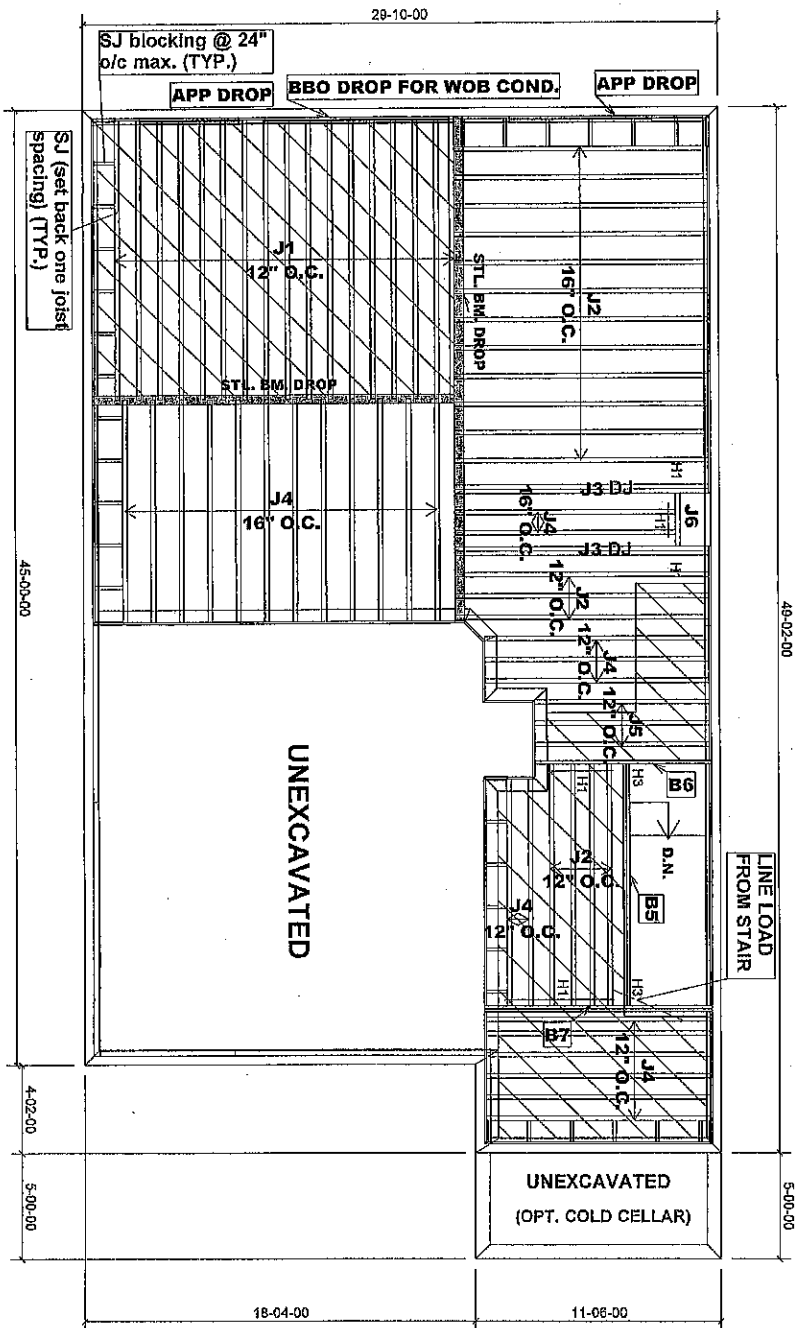 29-10-00
SJ blocking @ 24"
o/c max. (TYP.)
APP DROP
BBO DROP FOR WOB COND.
APP DROP
SJ (set back one joist
spacing) (TYP.)
J1
12" O.C.
STL. BM. DROP
J2
16" O.C.
STL. BM. DROP
J4
16" O.C.
H1
J3 DJ
J4
16" O.C.
H1
J6
J3 DJ
H1
J2
12" O.C.
J4
12" O.C.
J5
12" O.C.
45-00-00
49-02-00
UNEXCAVATED
B6
H3
H1
D.N.
J2
12" O.C.
B5
LINE LOAD
FROM STAIR
J4
12" O.C.
H1
H3
B7
J4
12" O.C.
4-02-00
UNEXCAVATED
(OPT. COLD CELLAR)
5-00-00
5-00-00
18-04-00
11-06-00